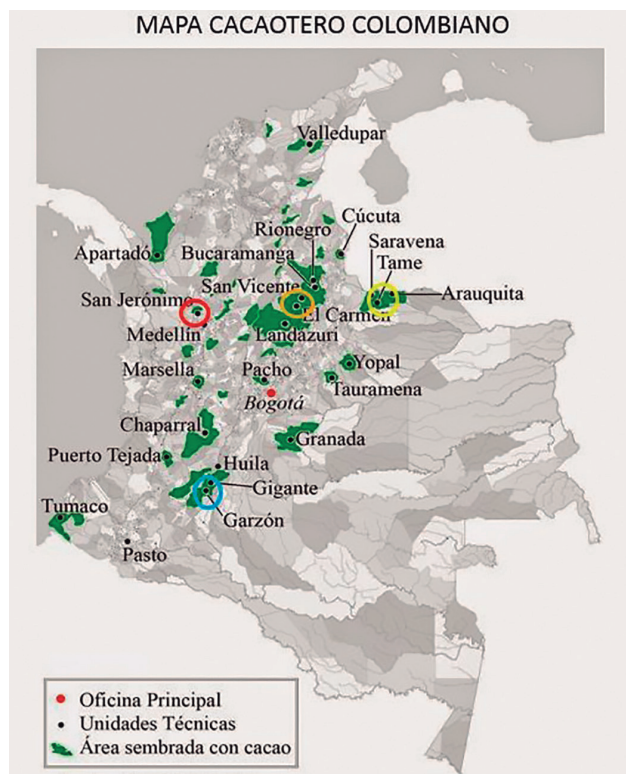 MAPA CACAOTERO COLOMBIANO
Valledupar
Cúcuta
Rionegro
Saravena
Apartadó
Bucaramanga
Tame
San Vicente
Arauquita
San Jerónimo
El Carmen
Medellín
Landazuri
Marsella
Pacho
Yopal
Tauramena
Bogotá
Chaparral
Granada
Puerto Tejada
Huila
Gigante
Tumaco
Garzón
Pasto
Oficina Principal
Unidades Técnicas
Área sembrada con cacao